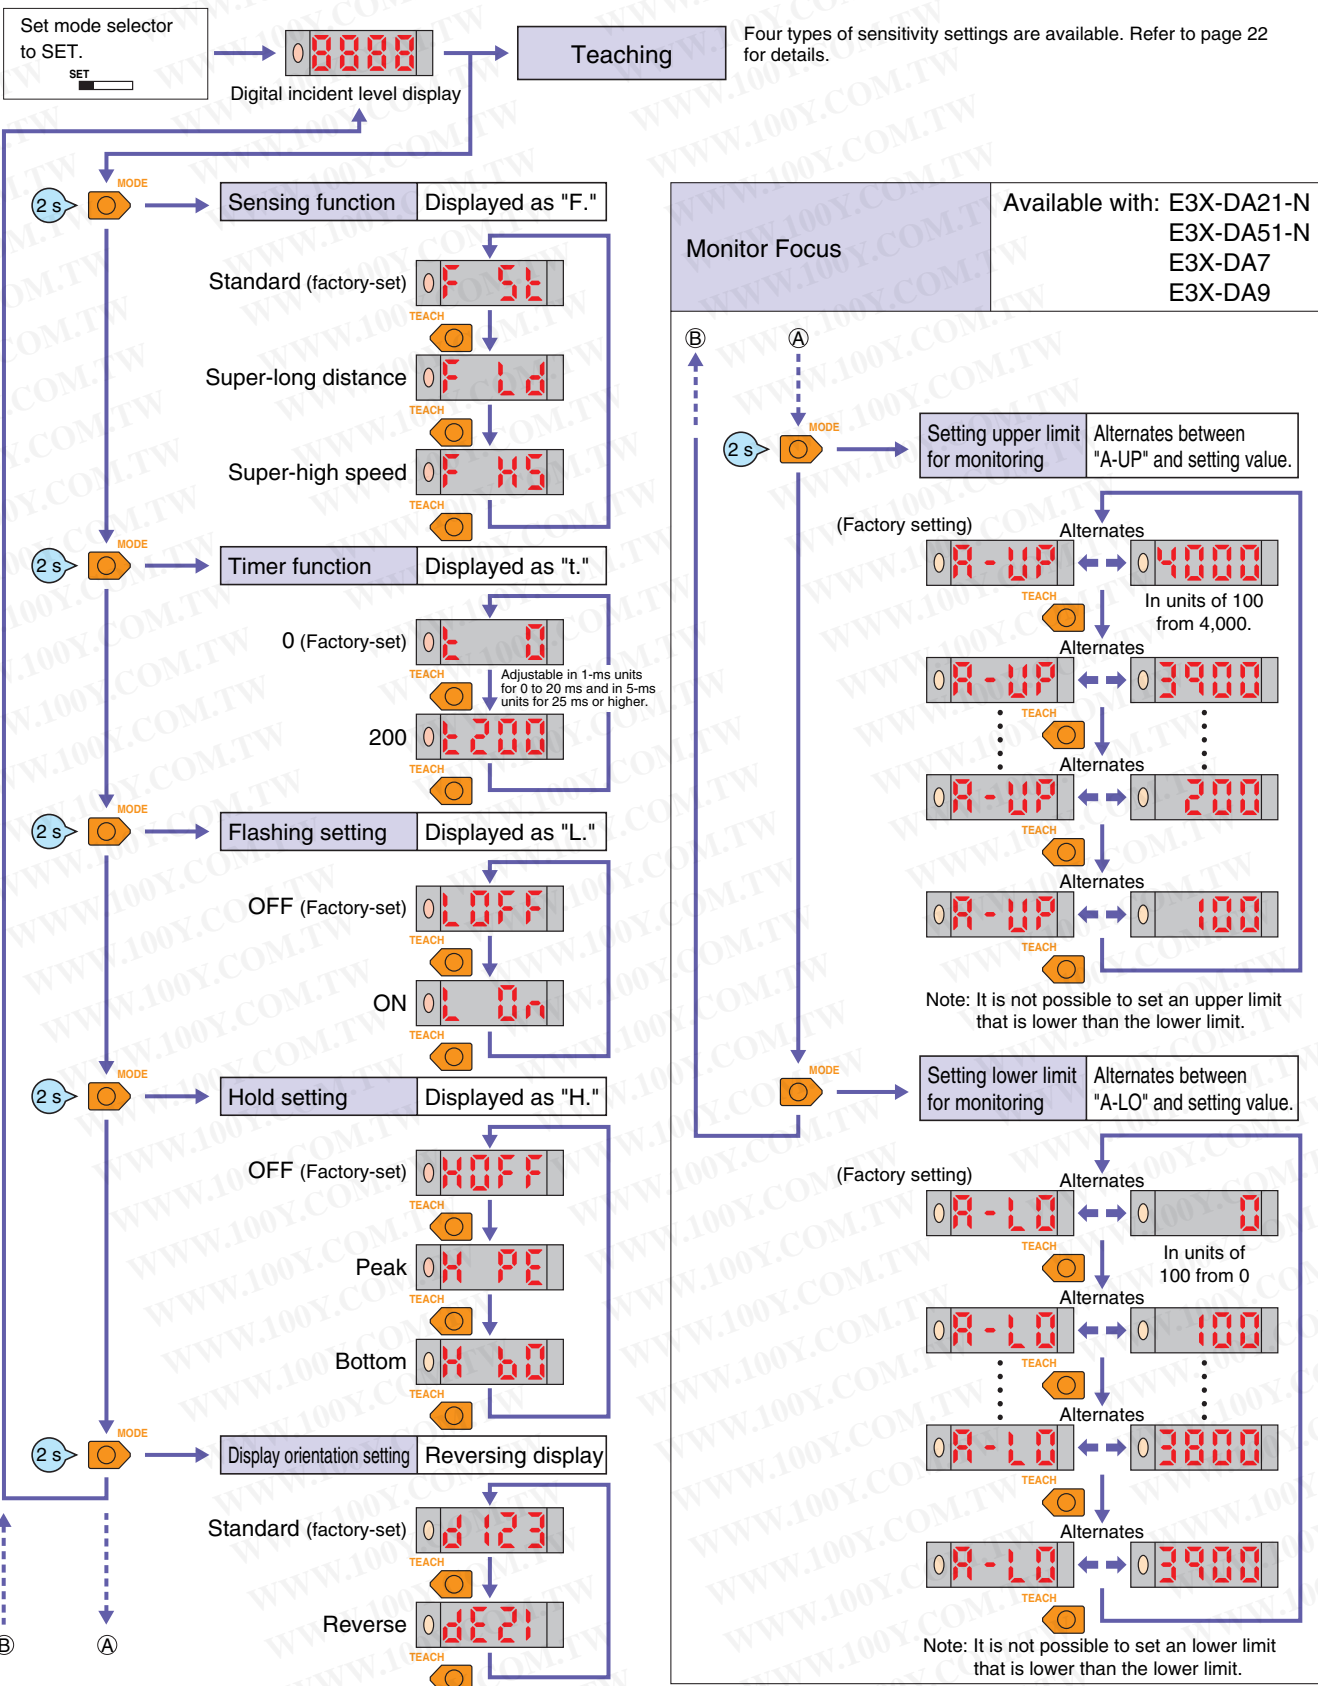 Set mode selector
to SET.
SET
8888
Digital incident level display
Teaching
Four types of sensitivity settings are available. Refer to page 22
for details.
MODE
2 s
Sensing function
Displayed as "F."
Standard (factory-set)
F St
TEACH
Super-long distance
F Ld
TEACH
Super-high speed
F HS
TEACH
MODE
2 s
Timer function
Displayed as "t."
0 (Factory-set)
t 0
TEACH
Adjustable in 1-ms units
for 0 to 20 ms and in 5-ms
units for 25 ms or higher.
200
t200
TEACH
MODE
2 s
Flashing setting
Displayed as "L."
OFF (Factory-set)
LOFF
TEACH
ON
L On
TEACH
MODE
2 s
Hold setting
Displayed as "H."
OFF (Factory-set)
HOFF
TEACH
Peak
H PE
TEACH
Bottom
H b0
TEACH
MODE
2 s
Display orientation setting
Reversing display
Standard (factory-set)
d123
TEACH
Reverse
dE21
TEACH
B
A
Monitor Focus
Available with: E3X-DA21-N
E3X-DA51-N
E3X-DA7
E3X-DA9
B
A
MODE
2 s
Setting upper limit
for monitoring
Alternates between
"A-UP" and setting value.
(Factory setting)
Alternates
A-UP
4000
TEACH
In units of 100
from 4,000.
Alternates
A-UP
3900
TEACH
Alternates
A-UP
200
TEACH
Alternates
A-UP
100
TEACH
Note: It is not possible to set an upper limit
that is lower than the lower limit.
MODE
Setting lower limit
for monitoring
Alternates between
"A-LO" and setting value.
(Factory setting)
Alternates
A-LO
0
TEACH
In units of
100 from 0
Alternates
A-LO
100
TEACH
Alternates
A-LO
3800
TEACH
Alternates
A-LO
3900
TEACH
Note: It is not possible to set an lower limit
that is lower than the lower limit.
WWW.100Y.COM.TW